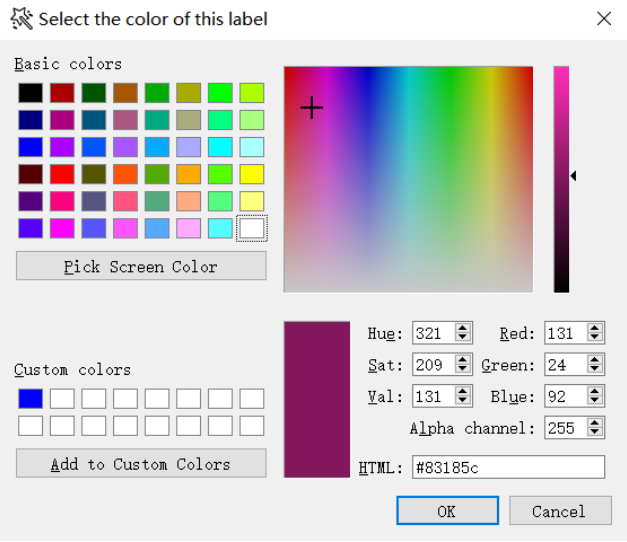 Select the color of this label
Basic colors
Pick Screen Color
Custom colors
Add to Custom Colors
Hue: 321 Red: 131
Sat: 209 Green: 24
Val: 131 Blue: 92
Alpha channel: 255
HTML: #83185c
OK Cancel